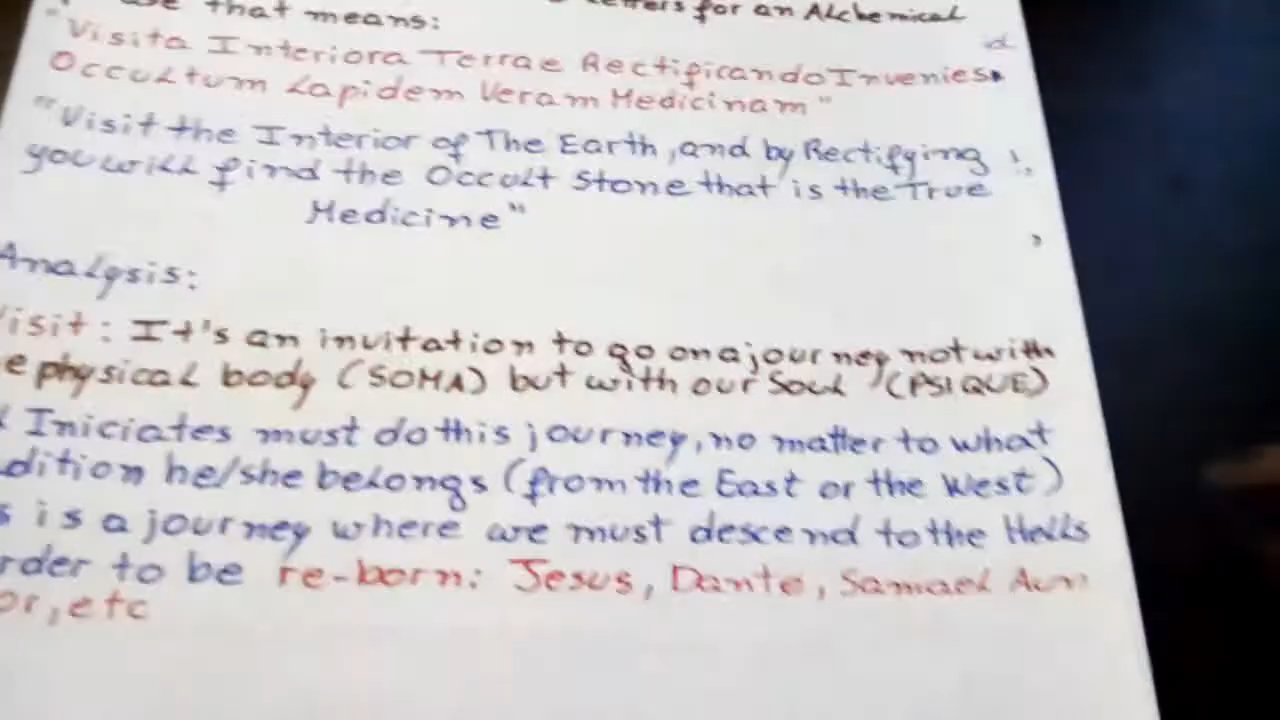 for an Alchemical
that means:
"Visita Interiora Terrae Rectificando Invenies
Occultum Lapidem Veram Medicinam"
"Visit the Interior of The Earth, and by Rectifying
you will find the Occult Stone that is the True
Medicine"
Analysis:
isit: It's an invitation to go on a journey not with
e physical body (SOMA) but with our Soul (PSIQUE)
Iniciates must do this journey, no matter to what
dition he/she belongs (from the East or the West)
s is a journey where we must descend to the Hells
rder to be re-born: Jesus, Dante, Samael Aun
or, etc